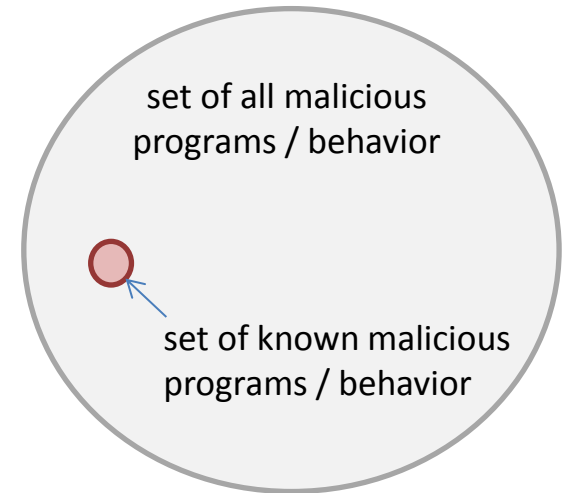 set of all malicious
programs / behavior
set of known malicious
programs / behavior